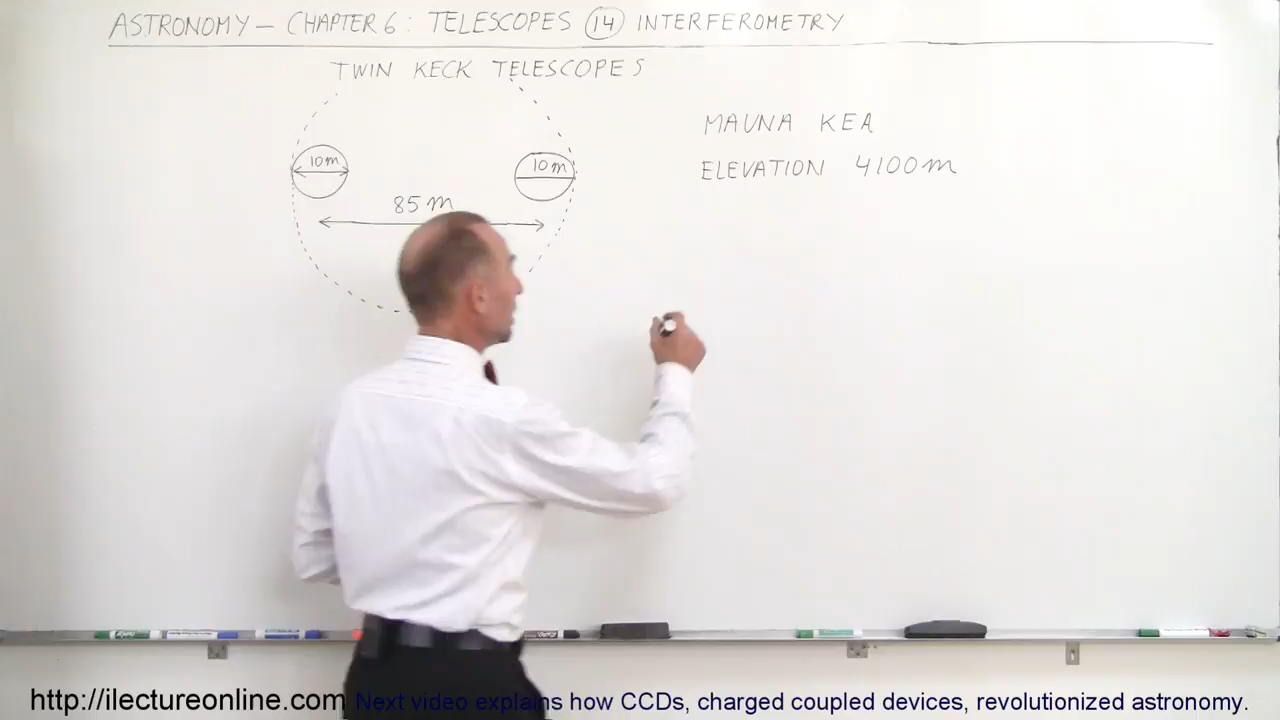 ASTRONOMY – CHAPTER 6: TELESCOPES 14 INTERFEROMETRY
TWIN KECK TELESCOPES
10m
10m
85 m
MAUNA KEA
ELEVATION 4100m
http://ilectureonline.com Next video explains how CCDs, charged coupled devices, revolutionized astronomy.